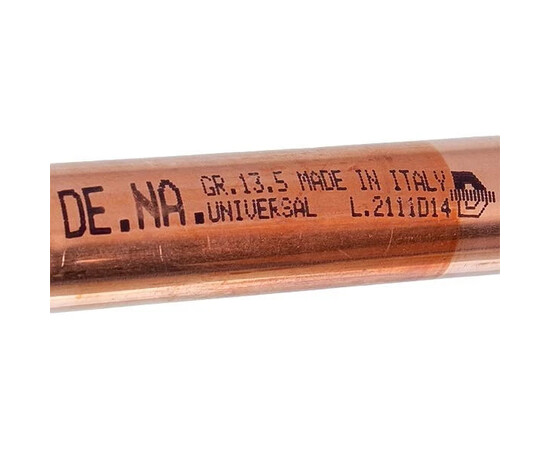 DE.NA.
GR.13.5 MADE IN ITALY
UNIVERSAL L.2111D14